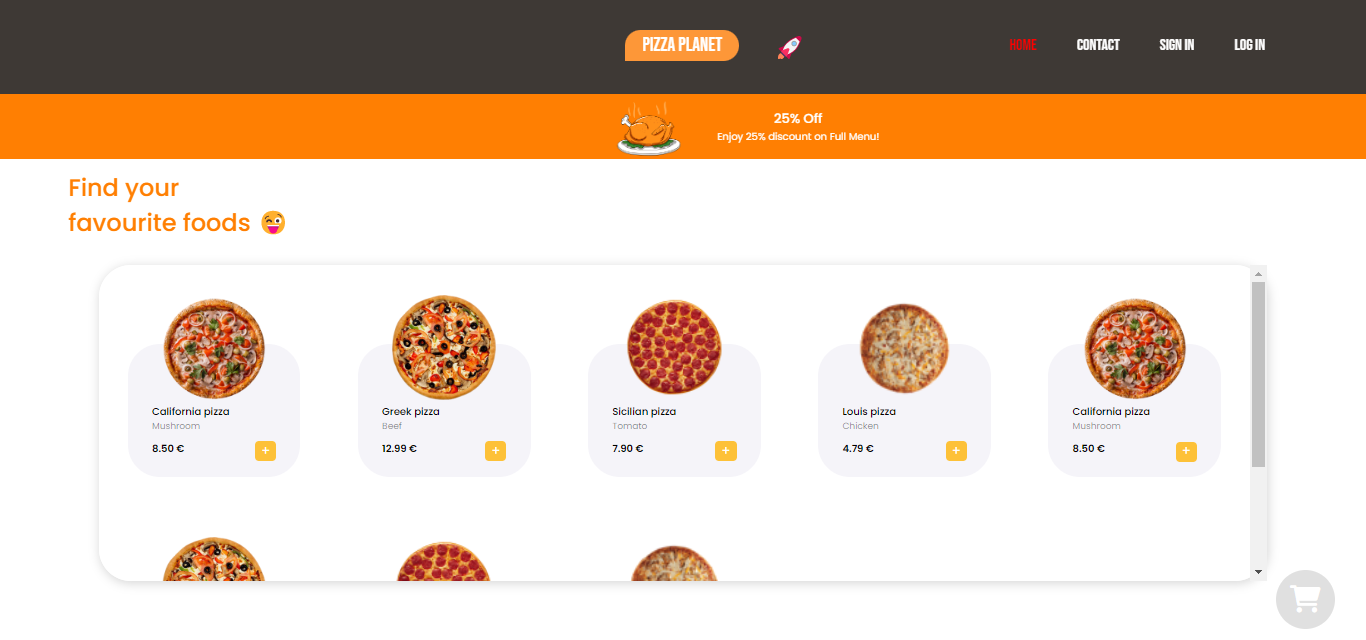 PIZZA PLANET
HOME
CONTACT
SIGN IN
LOG IN
25% Off
Enjoy 25% discount on Full Menu!
Find your
favourite foods
California pizza
Mushroom
8.50 €
+
Greek pizza
Beef
12.99 €
+
Sicilian pizza
Tomato
7.90 €
+
Louis pizza
Chicken
4.79 €
+
California pizza
Mushroom
8.50 €
+